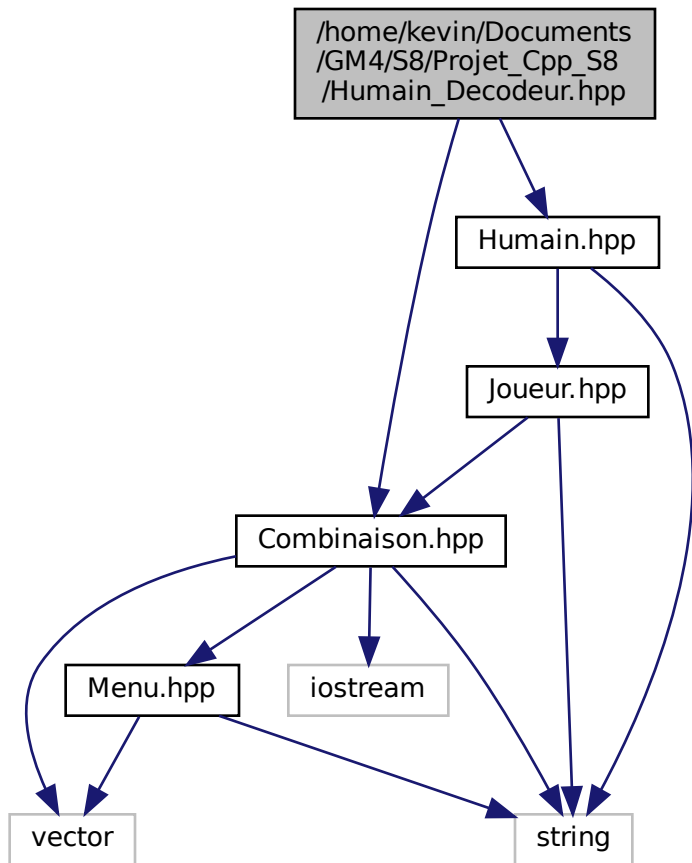 /home/kevin/Documents
/GM4/S8/Projet_Cpp_S8
/Humain_Decodeur.hpp
Humain.hpp
Joueur.hpp
Combinaison.hpp
Menu.hpp
iostream
vector
string